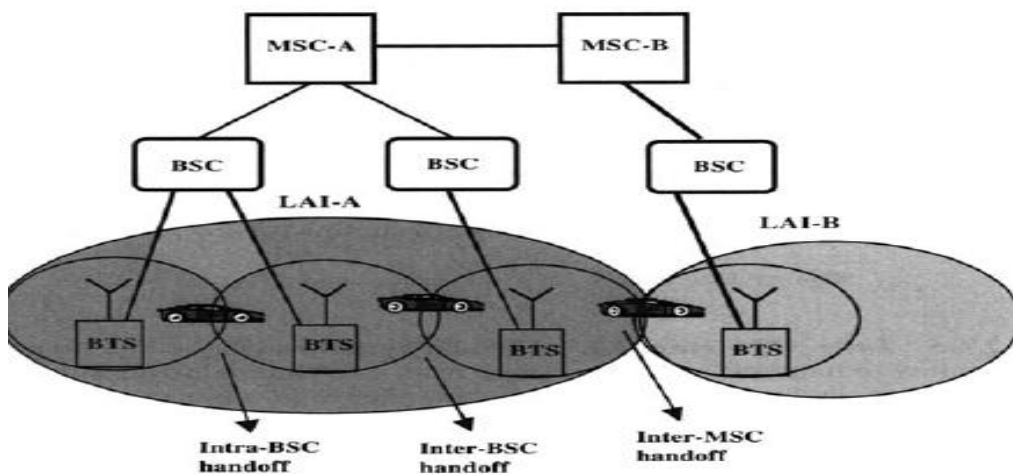 MSC-A
MSC-B
BSC
BSC
BSC
LAI-A
LAI-B
BTS
BTS
BTS
BTS
Intra-BSC
handoff
Inter-BSC
handoff
Inter-MSC
handoff